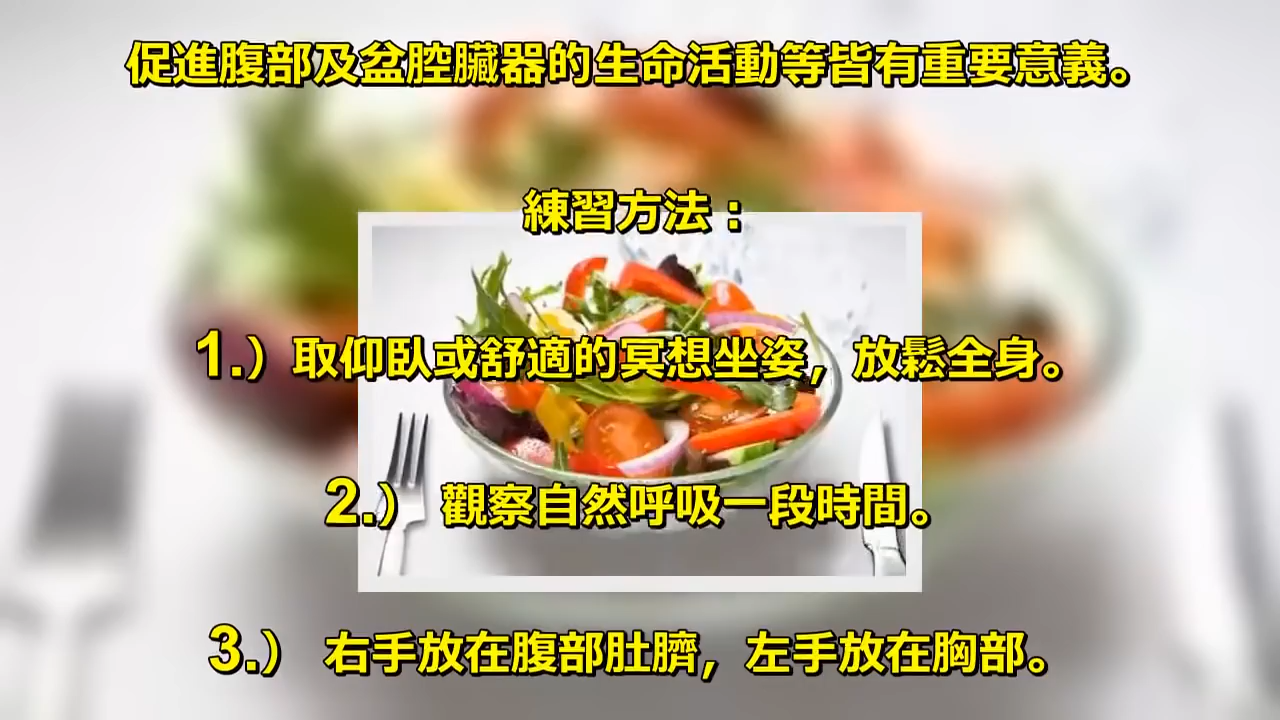 促進腹部及盆腔臟器的生命活動等皆有重要意義。
練習方法：
1.）取仰臥或舒適的冥想坐姿，放鬆全身。
2.） 觀察自然呼吸一段時間。
3.） 右手放在腹部肚臍，左手放在胸部。